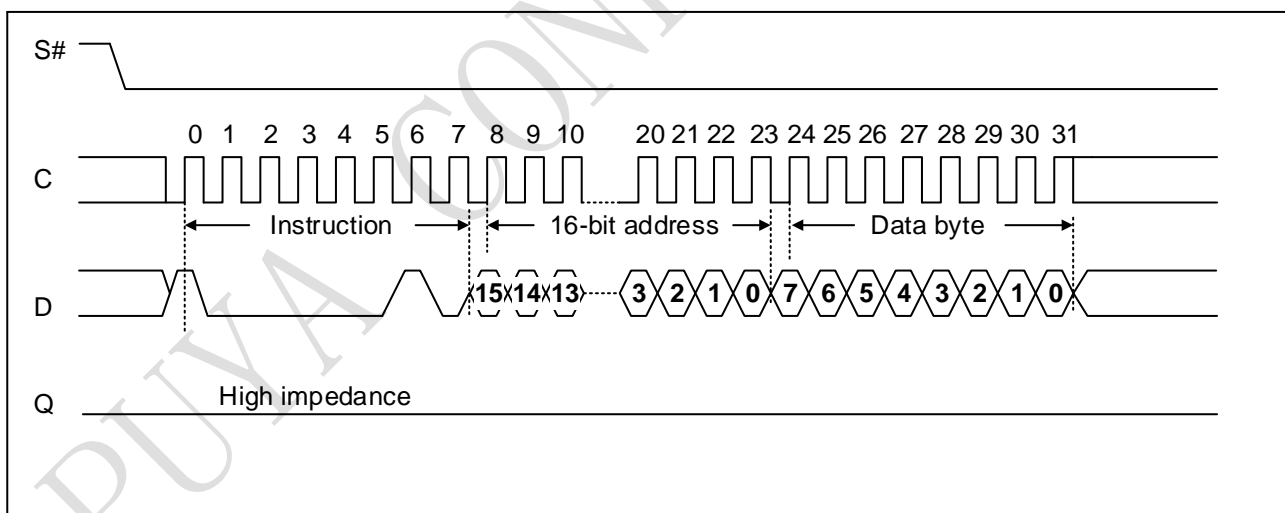 PUYA CON
S#
0 1 2 3 4 5 6 7 8 9 10 20 21 22 23 24 25 26 27 28 29 30 31
C
Instruction 16-bit address Data byte
D 15 14 13 3 2 1 0 7 6 5 4 3 2 1 0
High impedance
Q